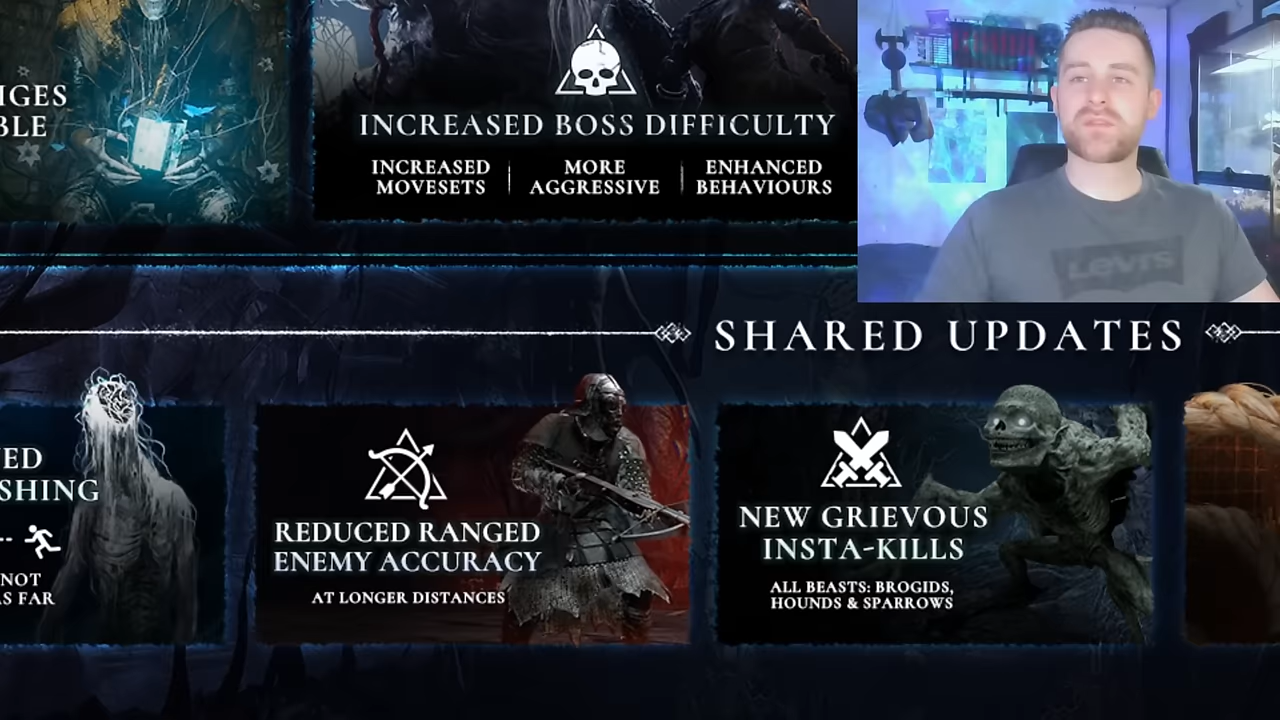 IGES
BLE
INCREASED BOSS DIFFICULTY
INCREASED
MOVESETS
MORE
AGGRESSIVE
ENHANCED
BEHAVIOURS
LEVI'S
SHARED UPDATES
ED
SHING
NOT
AS FAR
REDUCED RANGED
ENEMY ACCURACY
AT LONGER DISTANCES
NEW GRIEVOUS
INSTA-KILLS
ALL BEASTS: BROGIDS,
HOUNDS & SPARROWS